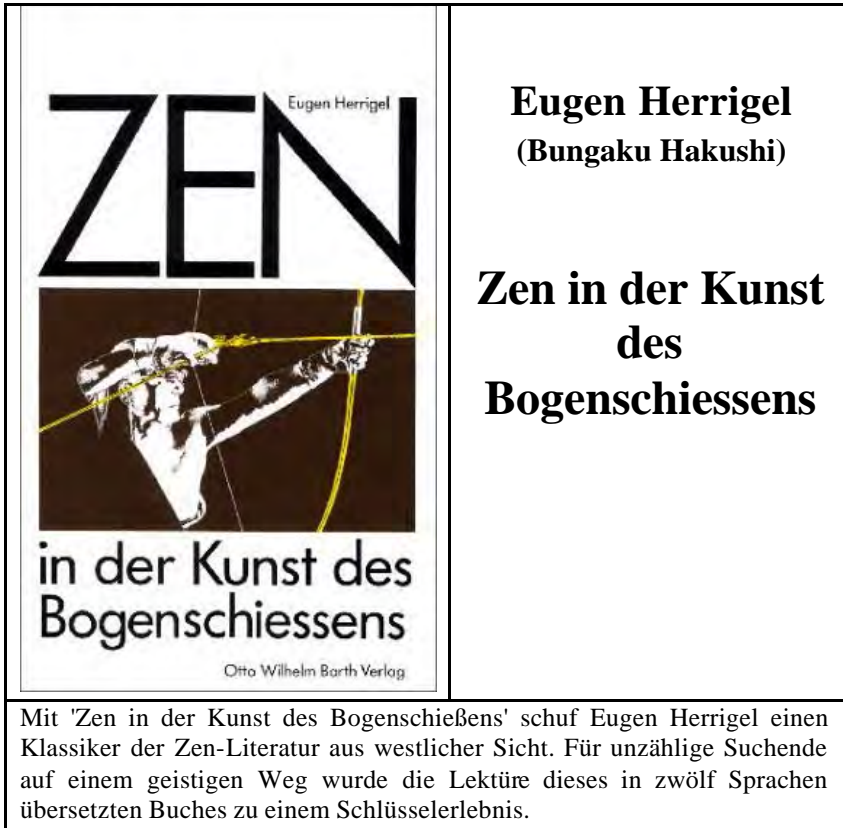 Eugen Herrigel
ZEN
in der Kunst des
Bogenschiessens
Otto Wilhelm Barth Verlag
Eugen Herrigel
(Bungaku Hakushi)
Zen in der Kunst
des
Bogenschiessens
Mit 'Zen in der Kunst des Bogenschießens' schuf Eugen Herrigel einen
Klassiker der Zen-Literatur aus westlicher Sicht. Für unzählige Suchende
auf einem geistigen Weg wurde die Lektüre dieses in zwölf Sprachen
übersetzten Buches zu einem Schlüsselerlebnis.